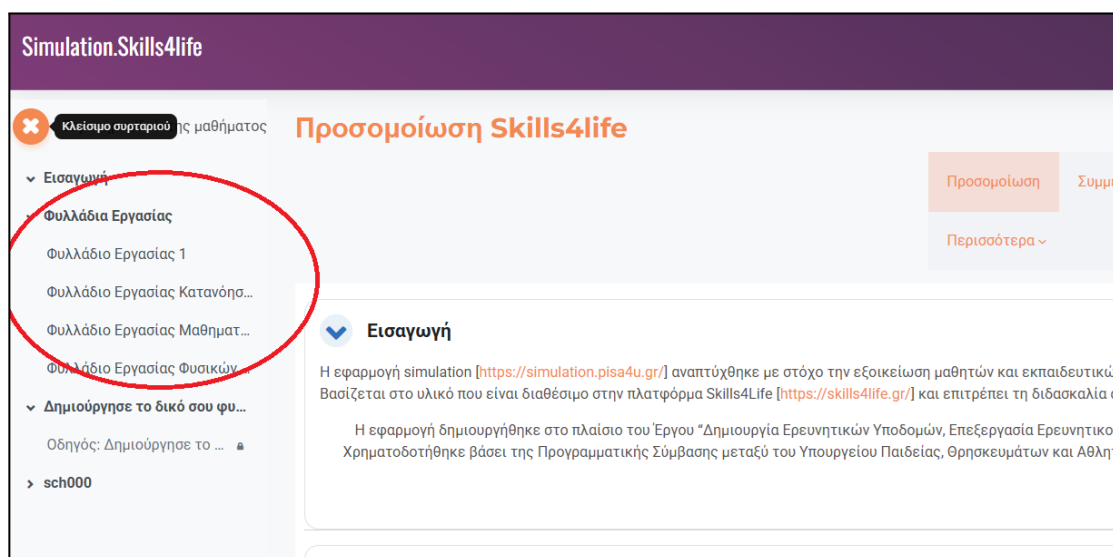 Simulation.Skills4life
Κλείσιμο συρταριού ης μαθήματος
Προσομοίωση Skills4life
Εισαγωγή
Προσομοίωση Συμμε
Φυλλάδια Εργασίας
Περισσότερα
Φυλλάδιο Εργασίας 1
Φυλλάδιο Εργασίας Κατανόησ...
Φυλλάδιο Εργασίας Μαθηματ...
Φυλλάδιο Εργασίας Φυσικών...
Δημιούργησε το δικό σου φυ...
Οδηγός: Δημιούργησε το ...
sch000
Εισαγωγή
Η εφαρμογή simulation [https://simulation.pisa4u.gr/] αναπτύχθηκε με στόχο την εξοικείωση μαθητών και εκπαιδευτικώ
Βασίζεται στο υλικό που είναι διαθέσιμο στην πλατφόρμα Skills4Life [https://skills4life.gr/] και επιτρέπει τη διδασκαλία
Η εφαρμογή δημιουργήθηκε στο πλαίσιο του Έργου “Δημιουργία Ερευνητικών Υποδομών, Επεξεργασία Ερευνητικο
Χρηματοδοτήθηκε βάσει της Προγραμματικής Σύμβασης μεταξύ του Υπουργείου Παιδείας, Θρησκευμάτων και Αθλη